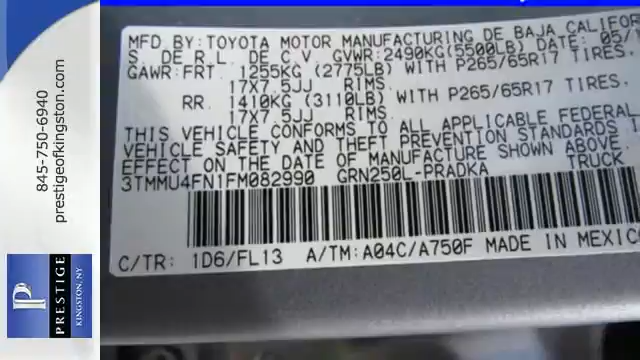 MFD BY: TOYOTA MOTOR MANUFACTURING DE BAJA CALIFOR
S. DE R.L. DE C.V. GVWR: 2490KG(5500LB) DATE: 05/1
GAWR: FRT. 1255KG (2775LB) WITH P265/65R17 TIRES.
17X7.5JJ RIMS.
RR. 1410KG (3110LB) WITH P265/65R17 TIRES.
17X7.5JJ RIMS.
THIS VEHICLE CONFORMS TO ALL APPLICABLE FEDERAL
VEHICLE SAFETY AND THEFT PREVENTION STANDARDS
EFFECT ON THE DATE OF MANUFACTURE SHOWN ABOVE.
3TMMU4FN1FM082990 GRN250L-PRADKA TRUCK
C/TR: 1D6/FL13 A/TM: A04C/A750F MADE IN MEXICO
845-750-6940
prestigeofkingston.com
P PRESTIGE
KINGSTON, NY